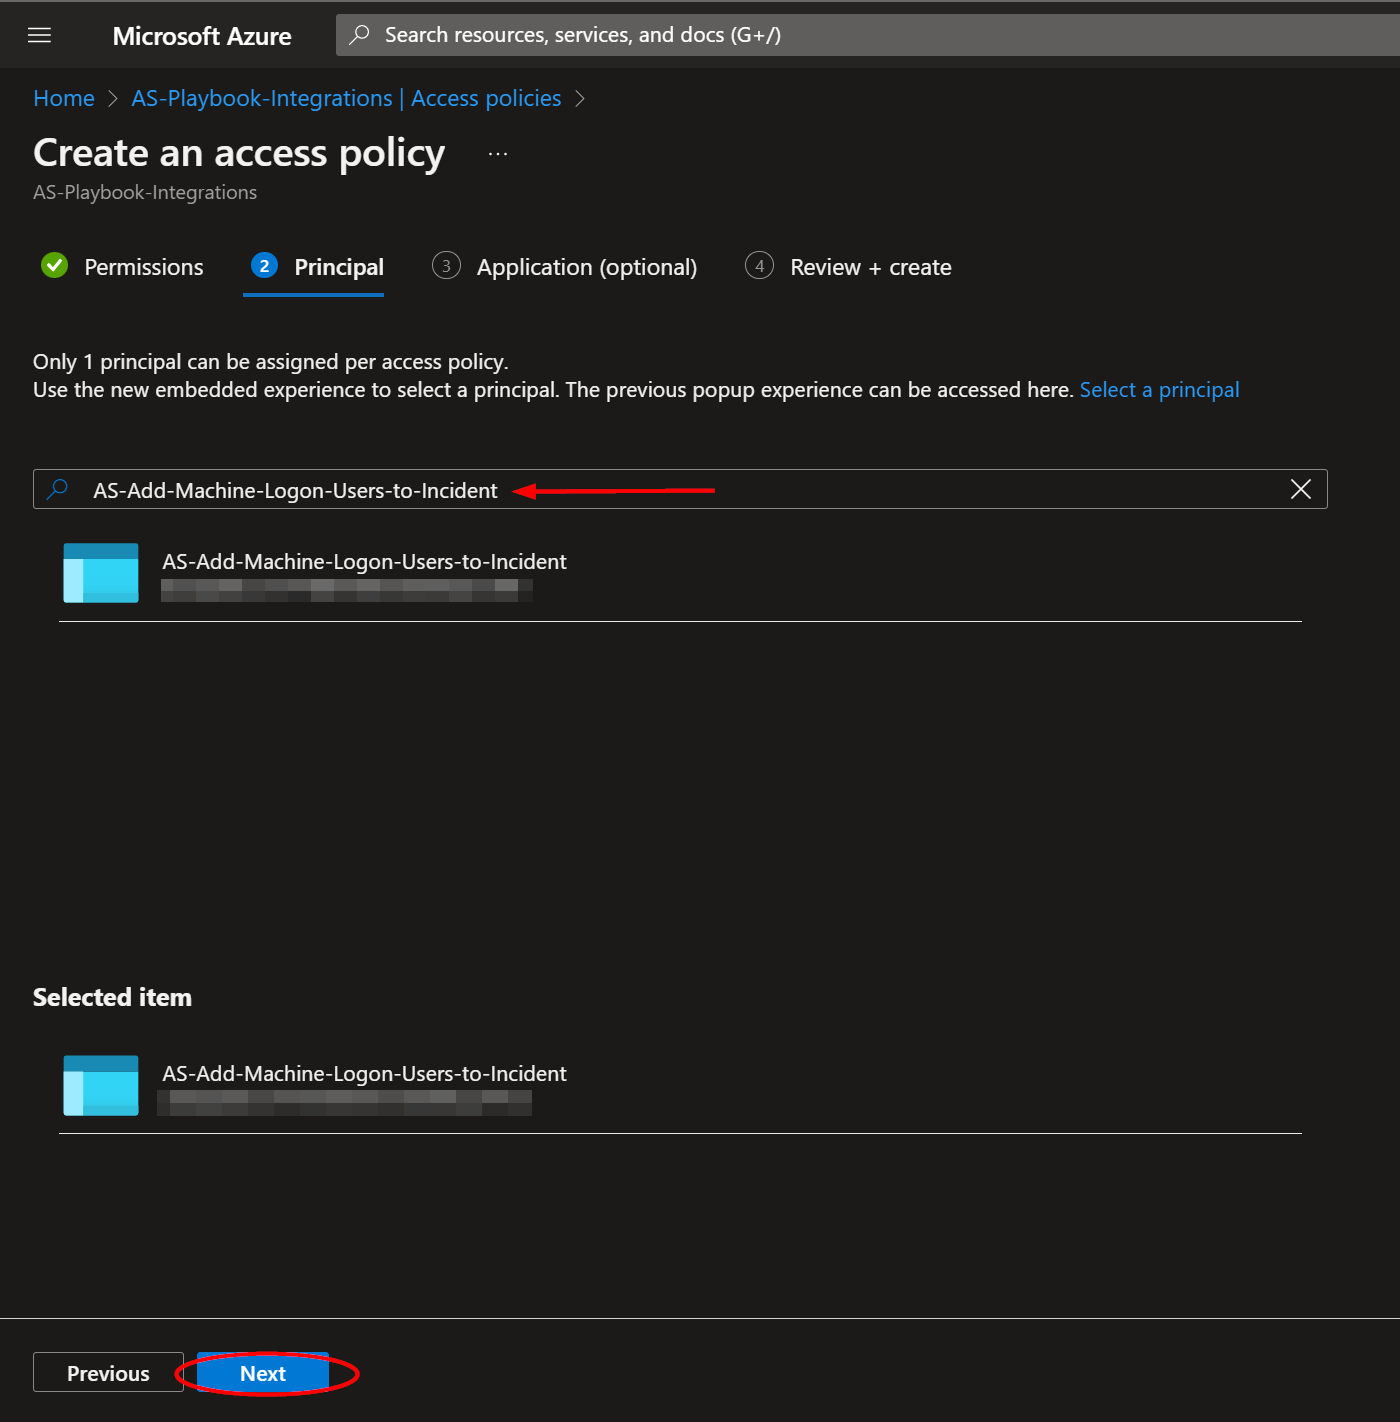 Microsoft Azure
Search resources, services, and docs (G+/)
Home > AS-Playbook-Integrations | Access policies >
Create an access policy ...
AS-Playbook-Integrations
Permissions
2 Principal
3 Application (optional)
4 Review + create
Only 1 principal can be assigned per access policy.
Use the new embedded experience to select a principal. The previous popup experience can be accessed here. Select a principal
AS-Add-Machine-Logon-Users-to-Incident
AS-Add-Machine-Logon-Users-to-Incident
Selected item
AS-Add-Machine-Logon-Users-to-Incident
Previous
Next